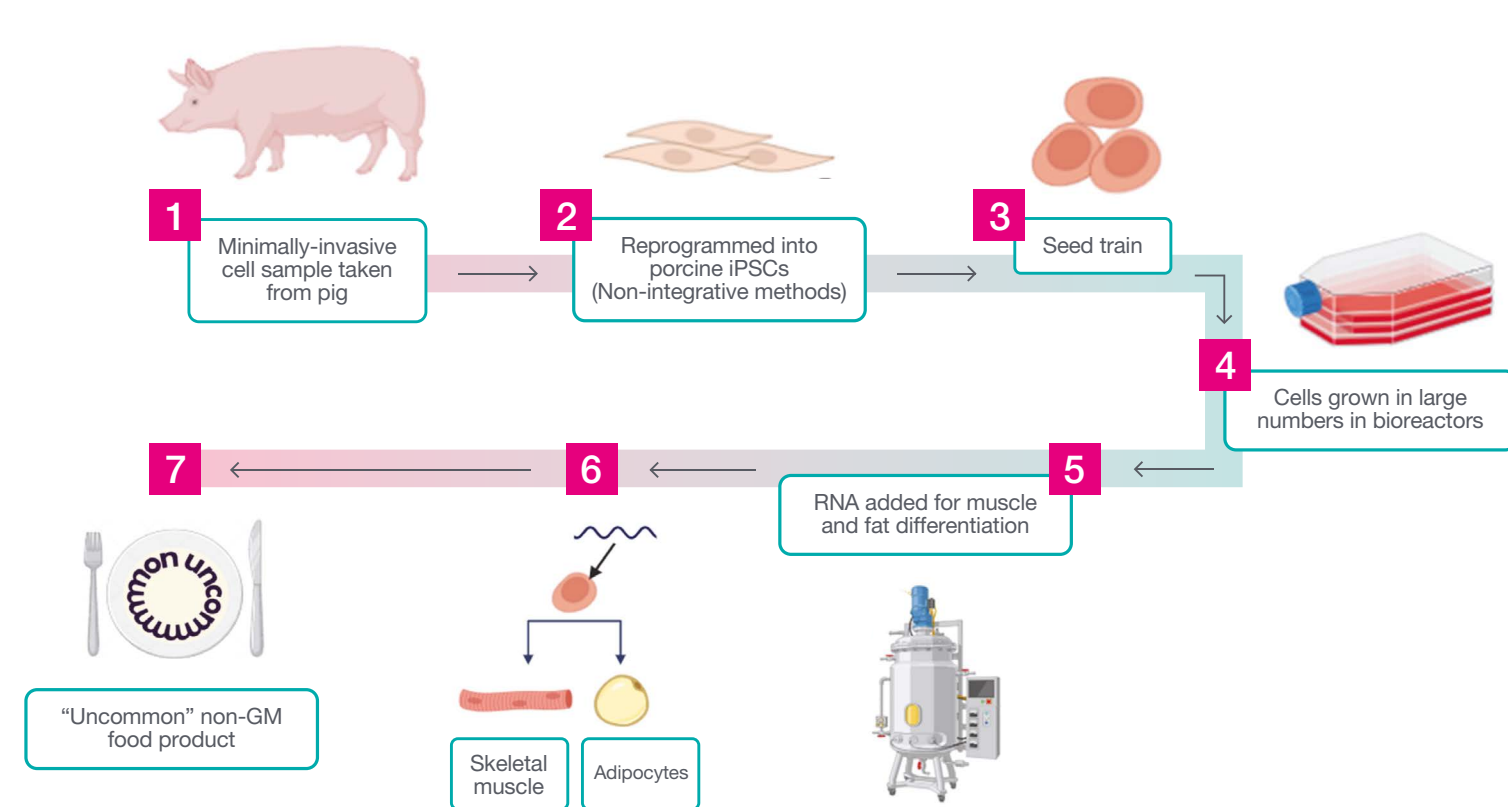 1
Minimally-invasive
cell sample taken
from pig
2
Reprogrammed into
porcine iPSCs
(Non-integrative methods)
3
Seed train
4
Cells grown in large
numbers in bioreactors
5
RNA added for muscle
and fat differentiation
6
Skeletal
muscle
Adipocytes
7
mon uncommmmm
“Uncommon” non-GM
food product